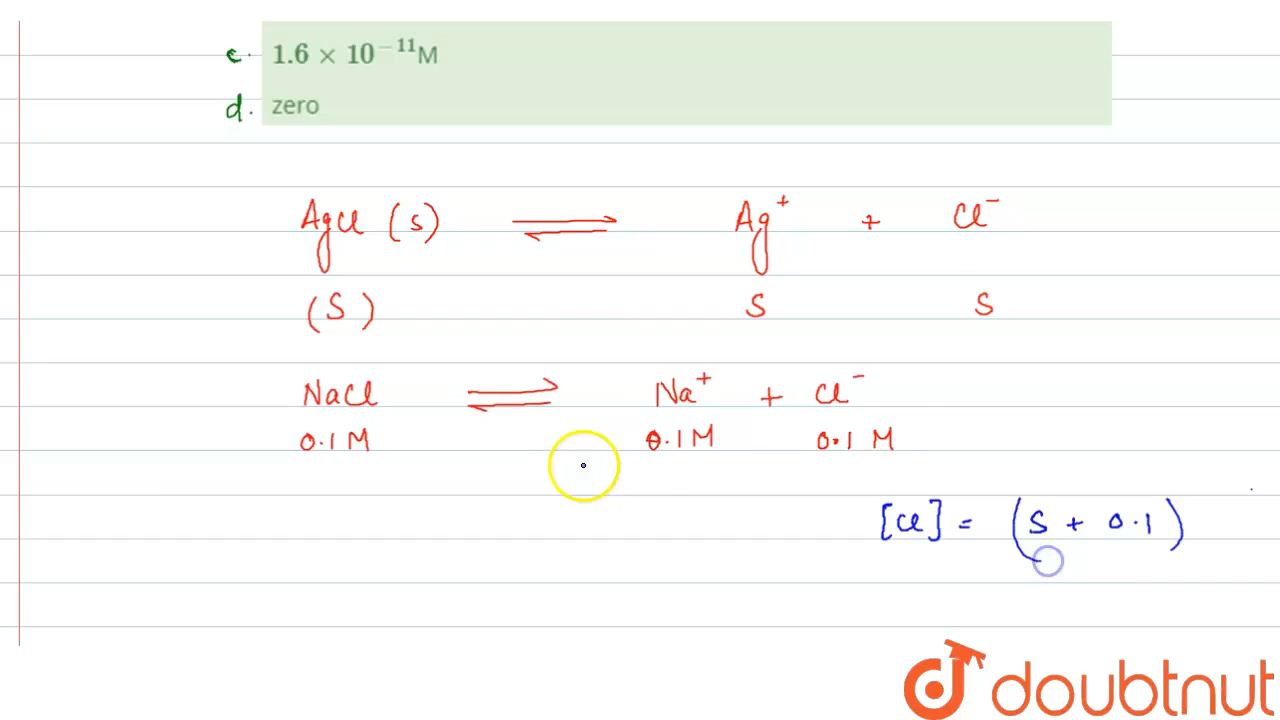 c. 1.6 × 10⁻¹¹M
d. zero
AgCl (s) ⇌ Ag⁺ + Cl⁻
(S) S S
NaCl ⇌ Na⁺ + Cl⁻
0.1 M 0.1 M 0.1 M
[Cl] = (S + 0.1)
doubtnut